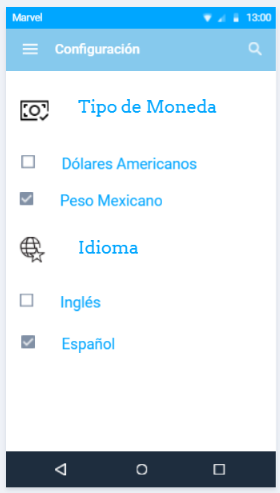 Marvel
13:00
Configuración
Tipo de Moneda
Dólares Americanos
Peso Mexicano
Idioma
Inglés
Español